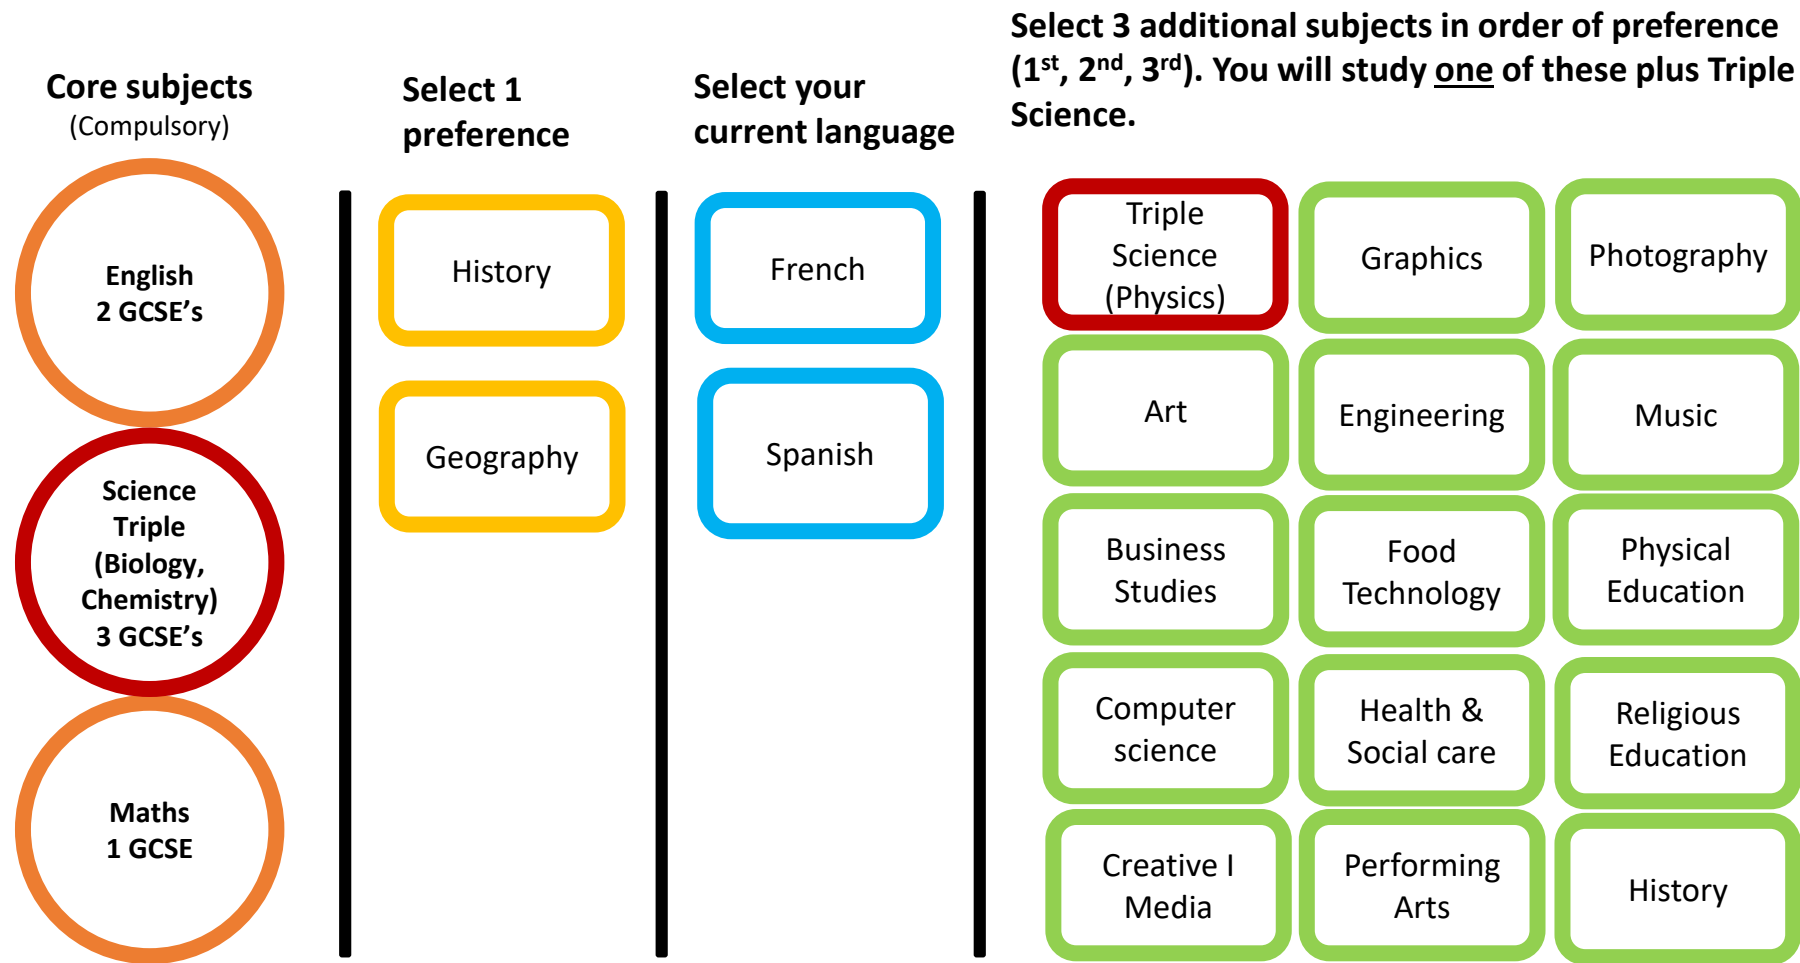 Core subjects
(Compulsory)
English
2 GCSE's
Science
Triple
(Biology,
Chemistry)
3 GCSE's
Maths
1 GCSE
Select 1
preference
History
Geography
Select your
current language
French
Spanish
Select 3 additional subjects in order of preference
(1st, 2nd, 3rd). You will study one of these plus Triple
Science.
Triple
Science
(Physics)
Graphics
Photography
Art
Engineering
Music
Business
Studies
Food
Technology
Physical
Education
Computer
science
Health &
Social care
Religious
Education
Creative I
Media
Performing
Arts
History